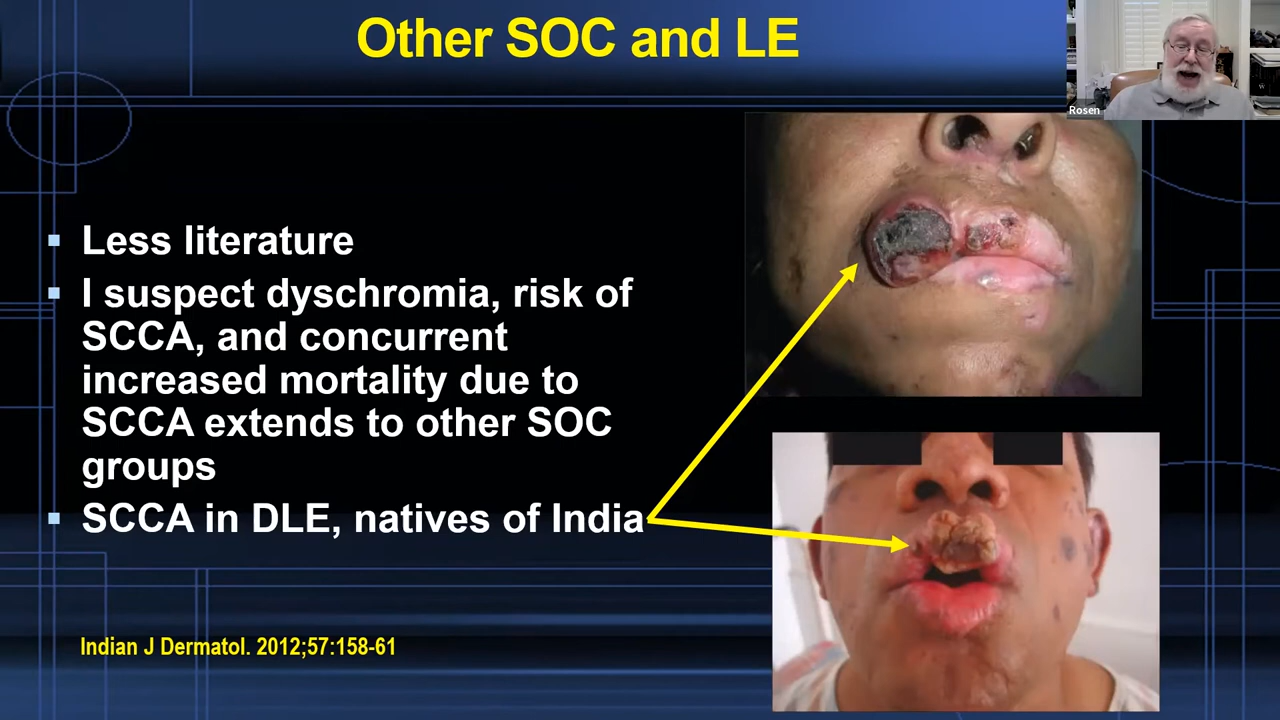 Other SOC and LE
Rosen
Less literature
I suspect dyschromia, risk of
SCCA, and concurrent
increased mortality due to
SCCA extends to other SOC
groups
SCCA in DLE, natives of India
Indian J Dermatol. 2012;57:158-61